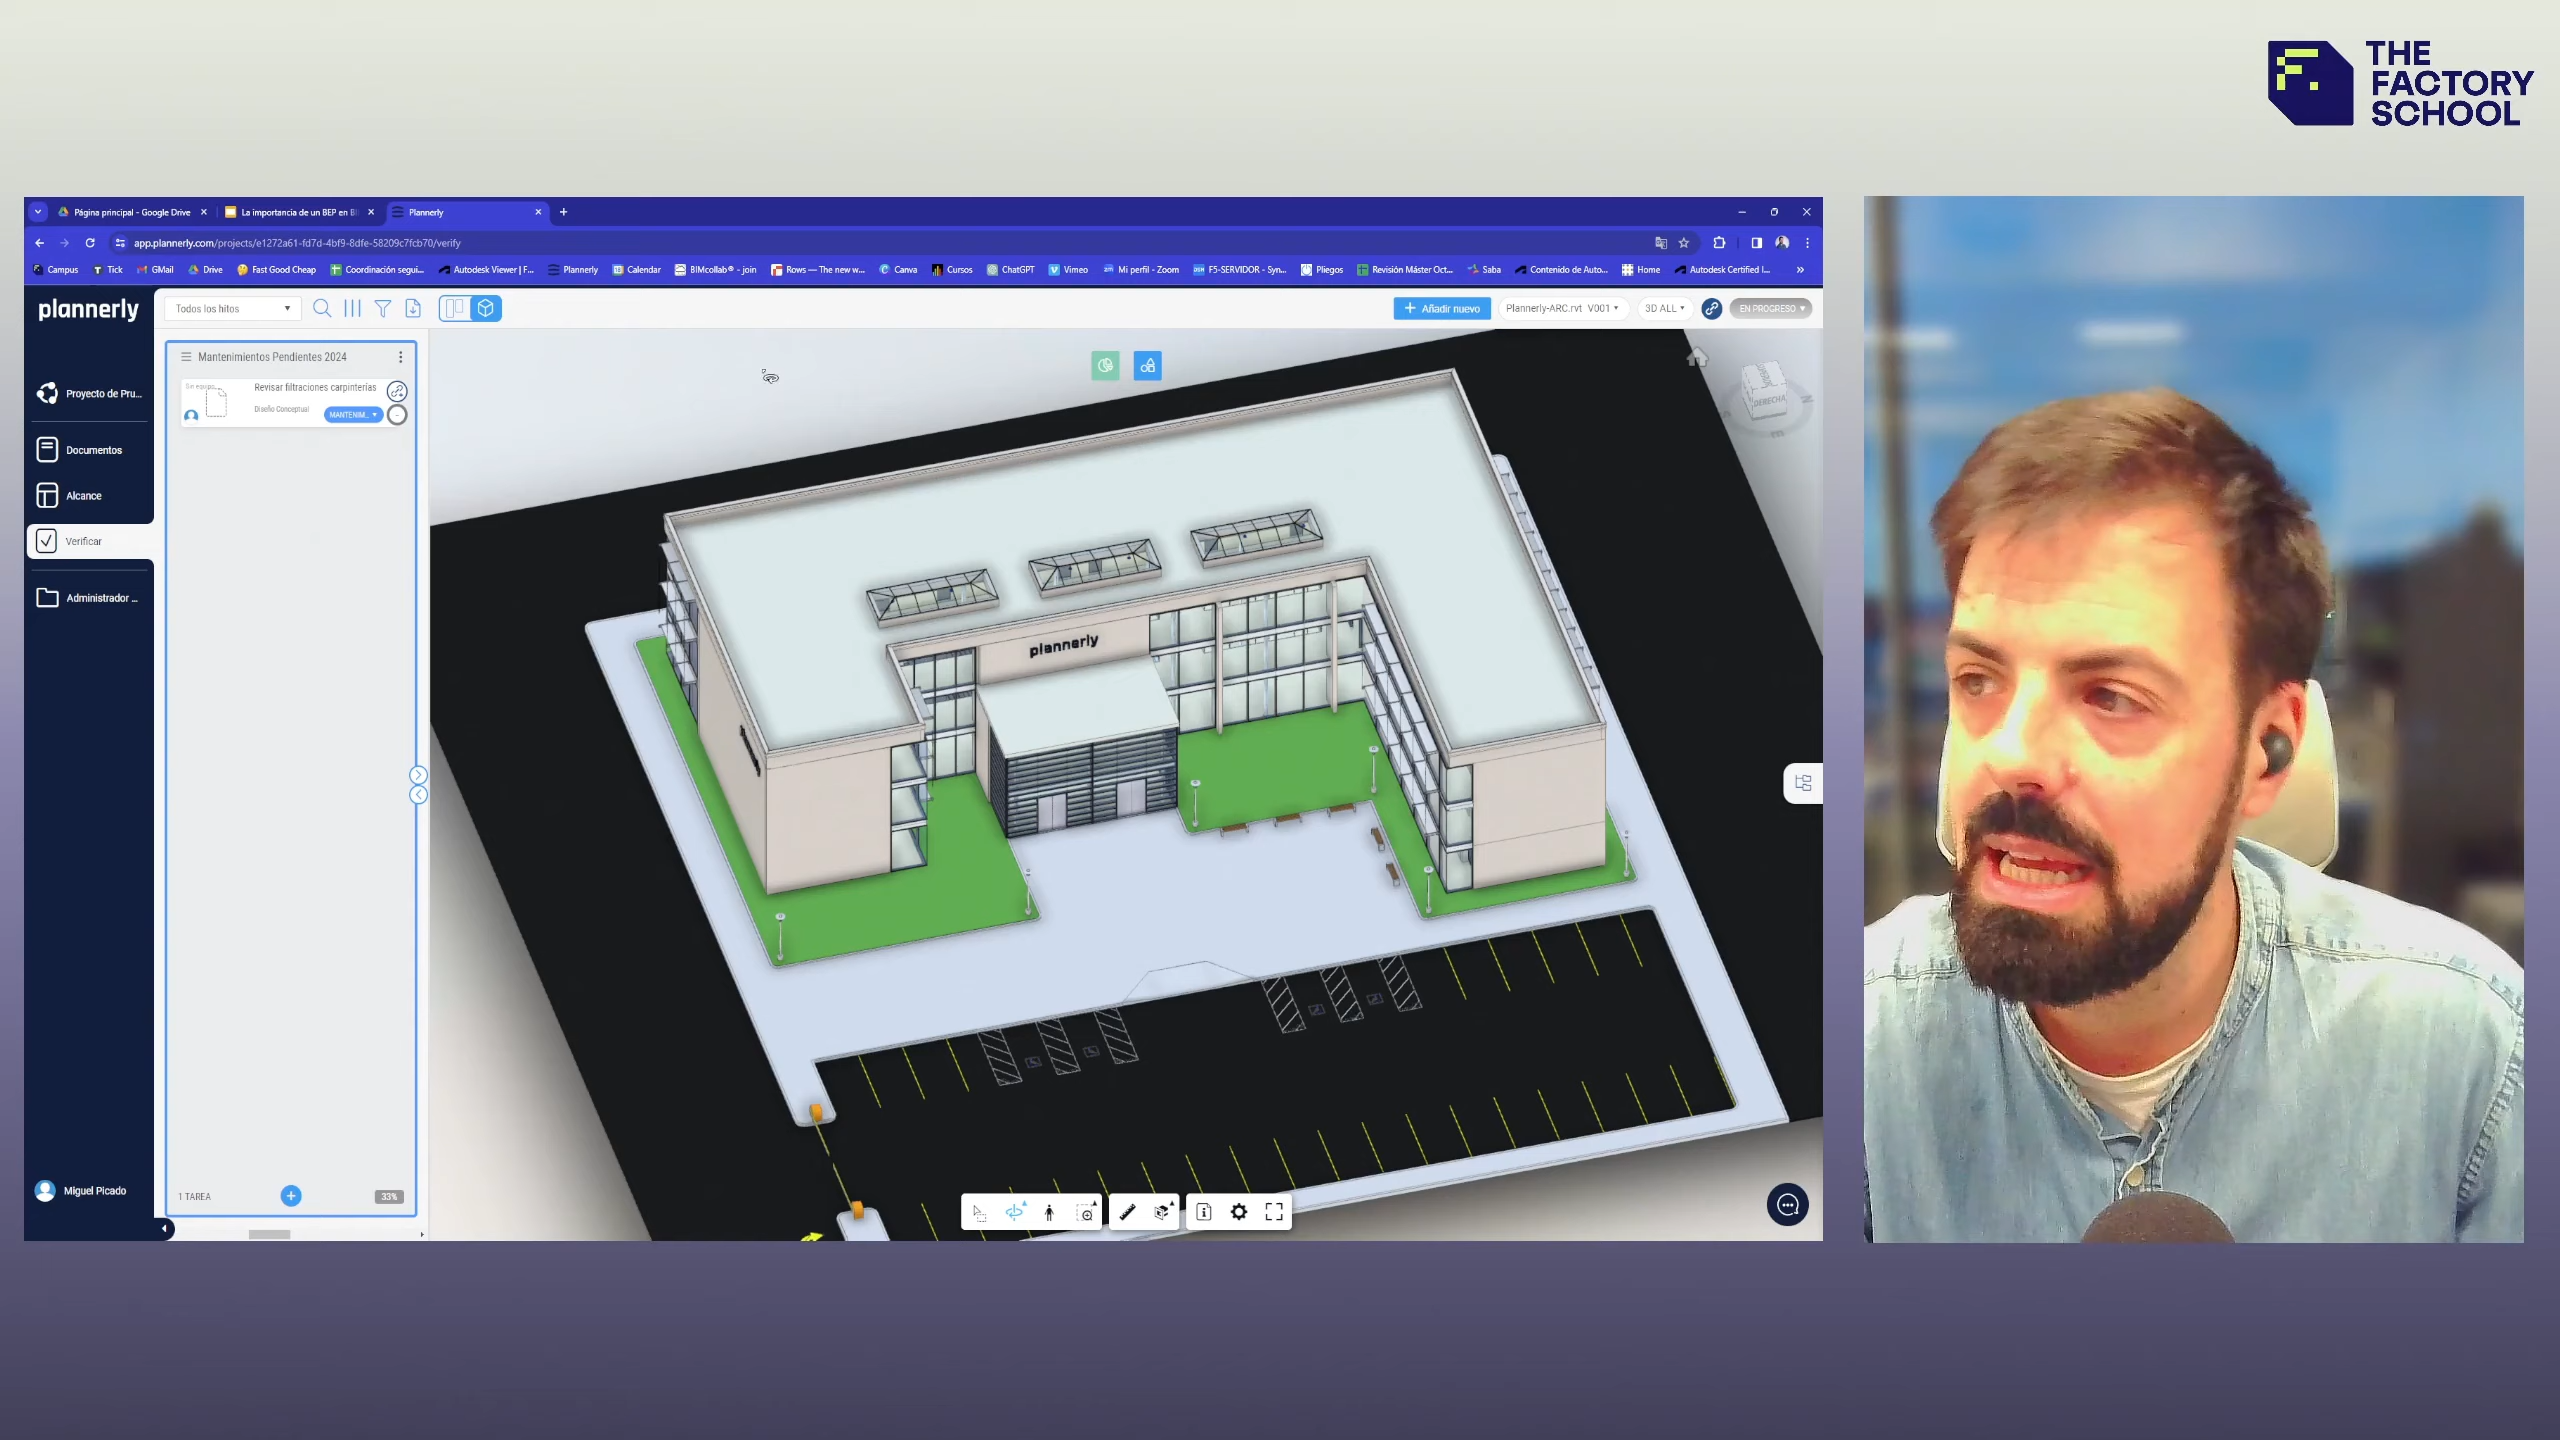 THE
FACTORY
SCHOOL
Página principal - Google Drive
La importancia de un BEP en BI
Plannerly
app.plannerly.com/projects/e1272a61-fd7d-4bf9-8dfe-58209c7fcb70/verify
Campus
Tick
GMail
Drive
Fast Good Cheap
Coordinación segui...
Autodesk Viewer | F...
Plannerly
Calendar
BIMcollab® - join
Rows — The new w...
Canva
Cursos
ChatGPT
Vimeo
Mi perfil - Zoom
F5-SERVIDOR - Syn...
Pliegos
Revisión Máster Oct...
Saba
Contenido de Auto...
Home
Autodesk Certified I...
plannerly
Todos los hitos
Añadir nuevo
Plannerly-ARC.rvt V001
3D ALL
EN PROGRESO
Mantenimientos Pendientes 2024
Sin equipo
Revisar filtraciones carpinterías
Diseño Conceptual
MANTENIM...
Proyecto de Pru...
Documentos
Alcance
Verificar
Administrador ...
DERECHA
plannerly
Miguel Picado
1 TAREA
33%